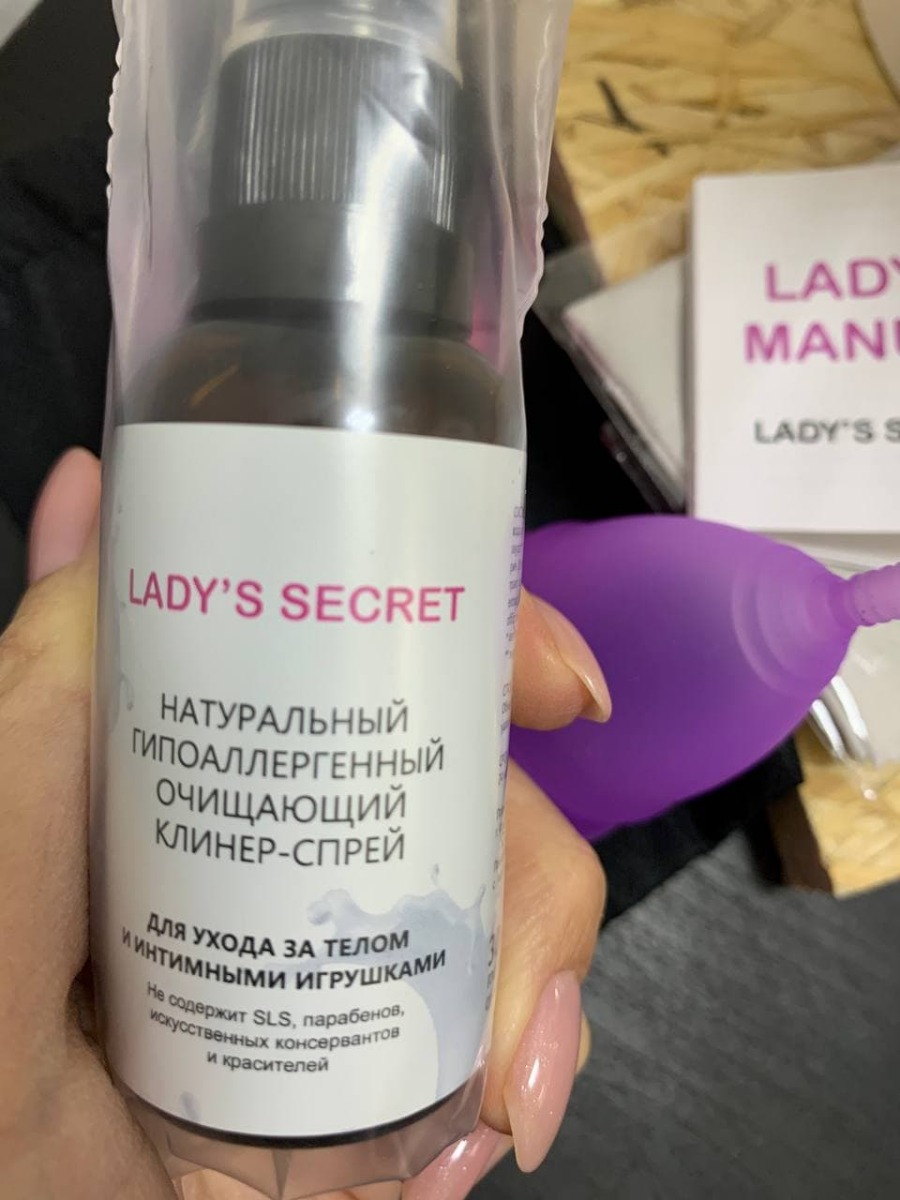 LADY'S SECRET
НАТУРАЛЬНЫЙ
ГИПОАЛЛЕРГЕННЫЙ
ОЧИЩАЮЩИЙ
КЛИНЕР-СПРЕЙ
ДЛЯ УХОДА ЗА ТЕЛОМ
И ИНТИМНЫМИ ИГРУШКАМИ
Не содержит SLS, парабенов,
искусственных консервантов
и красителей
LADY
MANU
LADY'S S